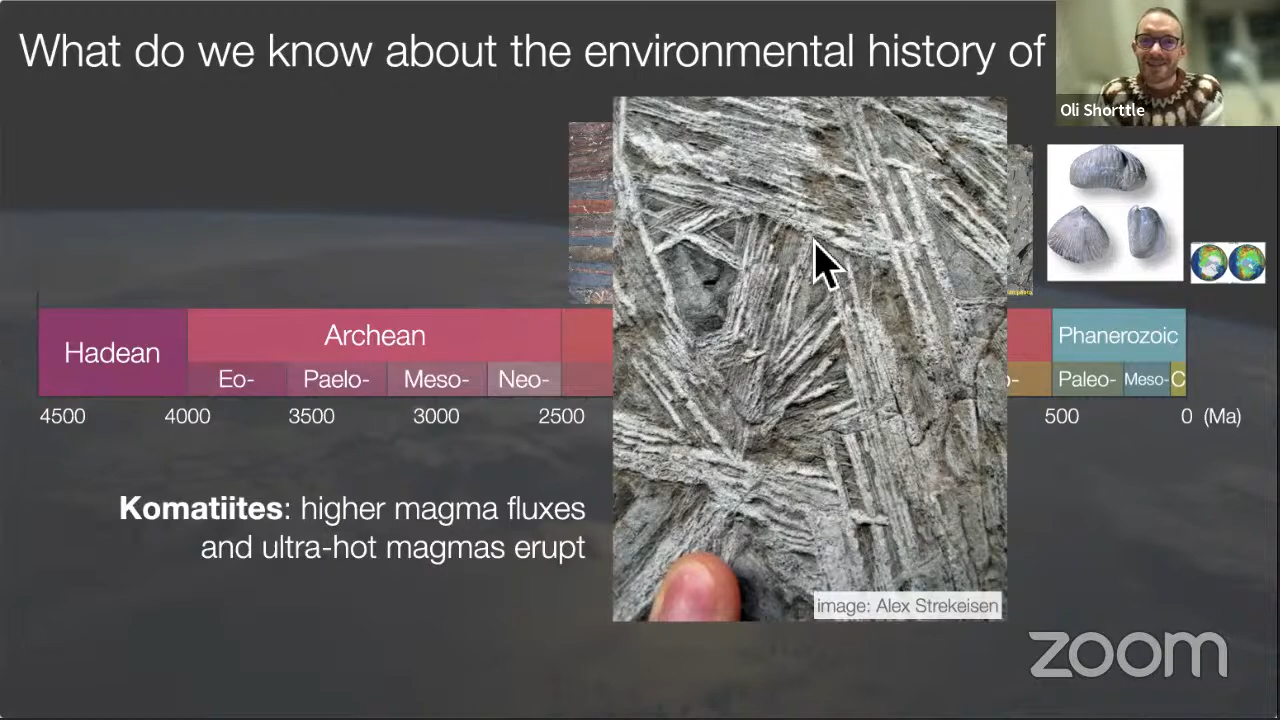 What do we know about the environmental history of
Oli Shorttle
Hadean
Archean
Phanerozoic
Eo-
Paelo-
Meso-
Neo-
o-
Paleo-
Meso-
C
4500
4000
3500
3000
2500
500
0 (Ma)
Komatiites: higher magma fluxes
and ultra-hot magmas erupt
image: Alex Strekeisen
zoom